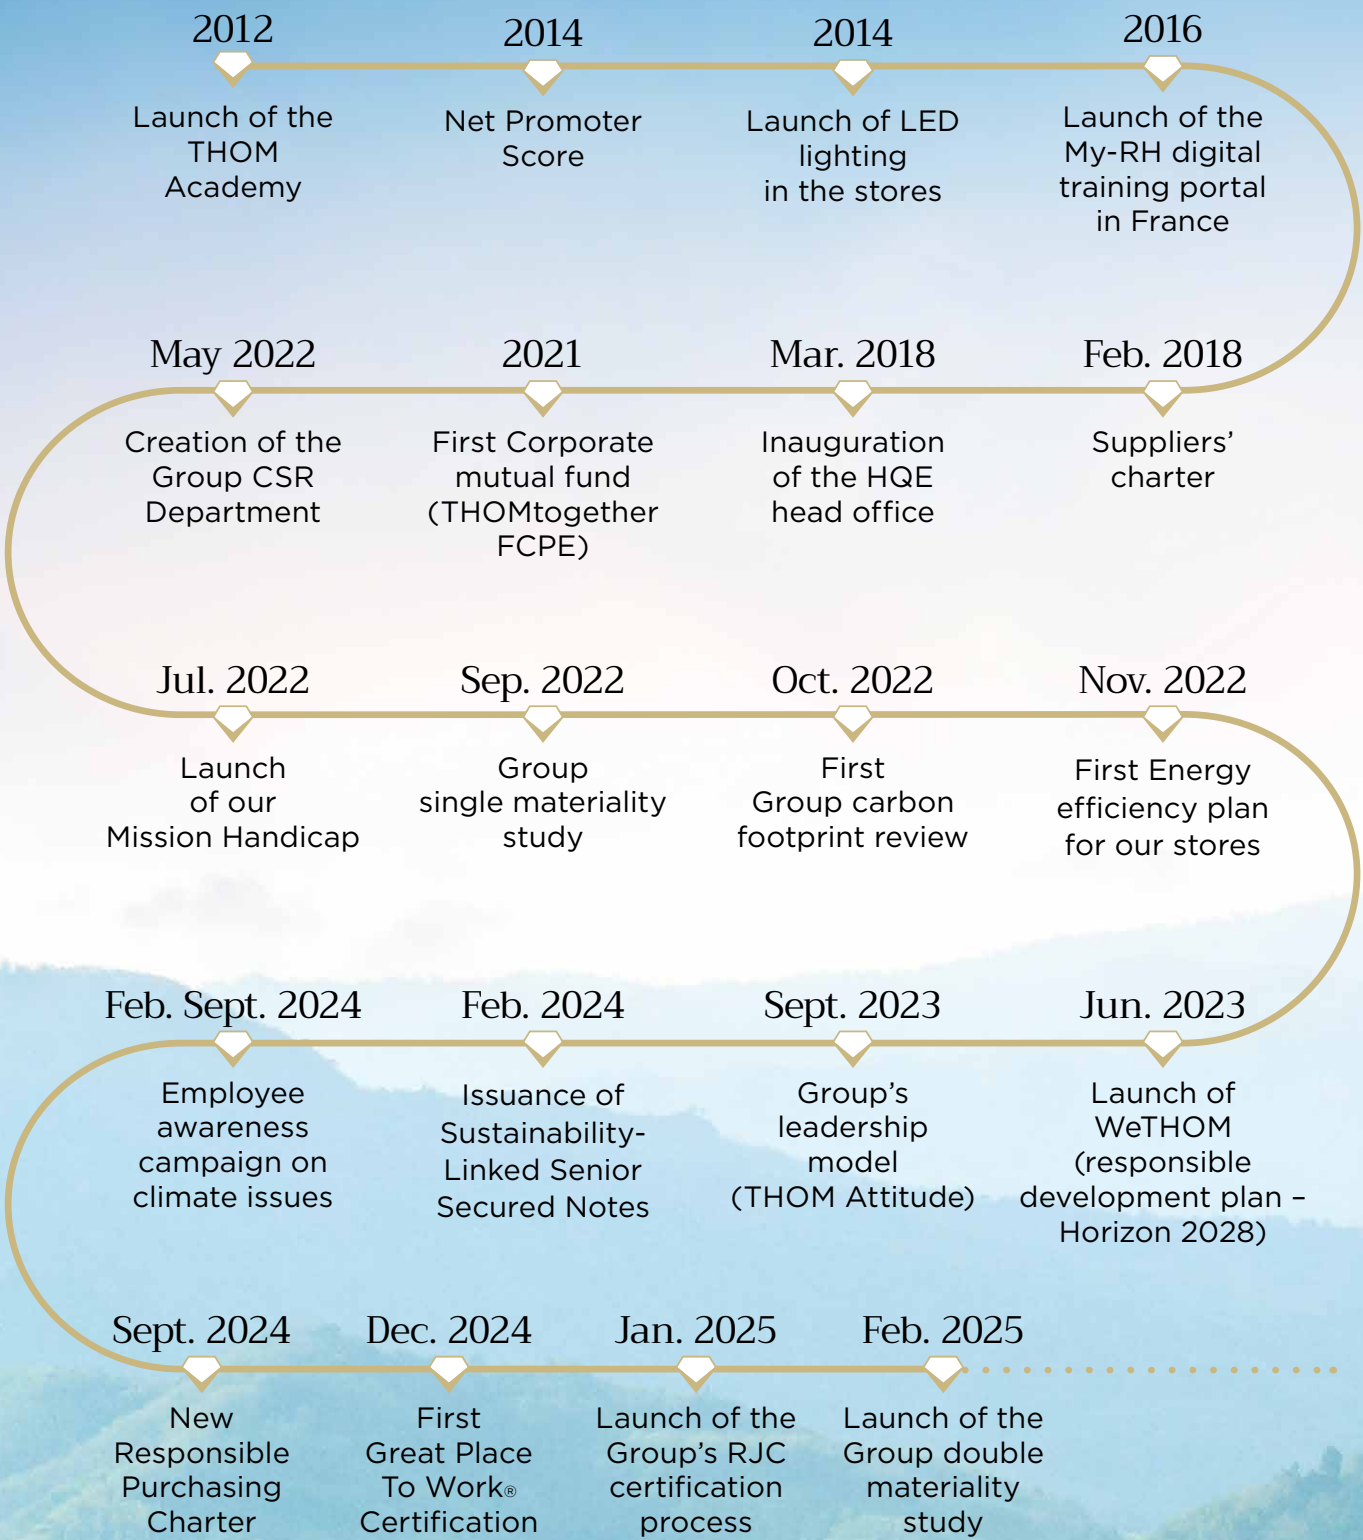 2012
Launch of the
THOM
Academy
2014
Net Promoter
Score
2014
Launch of LED
lighting
in the stores
2016
Launch of the
My-RH digital
training portal
in France
Feb. 2018
Suppliers’
charter
Mar. 2018
Inauguration
of the HQE
head office
2021
First Corporate
mutual fund
(THOMtogether
FCPE)
May 2022
Creation of the
Group CSR
Department
Jul. 2022
Launch
of our
Mission Handicap
Sep. 2022
Group
single materiality
study
Oct. 2022
First
Group carbon
footprint review
Nov. 2022
First Energy
efficiency plan
for our stores
Jun. 2023
Launch of
WeTHOM
(responsible
development plan –
Horizon 2028)
Sept. 2023
Group’s
leadership
model
(THOM Attitude)
Feb. 2024
Issuance of
Sustainability-
Linked Senior
Secured Notes
Feb. Sept. 2024
Employee
awareness
campaign on
climate issues
Sept. 2024
New
Responsible
Purchasing
Charter
Dec. 2024
First
Great Place
To Work®
Certification
Jan. 2025
Launch of the
Group’s RJC
certification
process
Feb. 2025
Launch of the
Group double
materiality
study